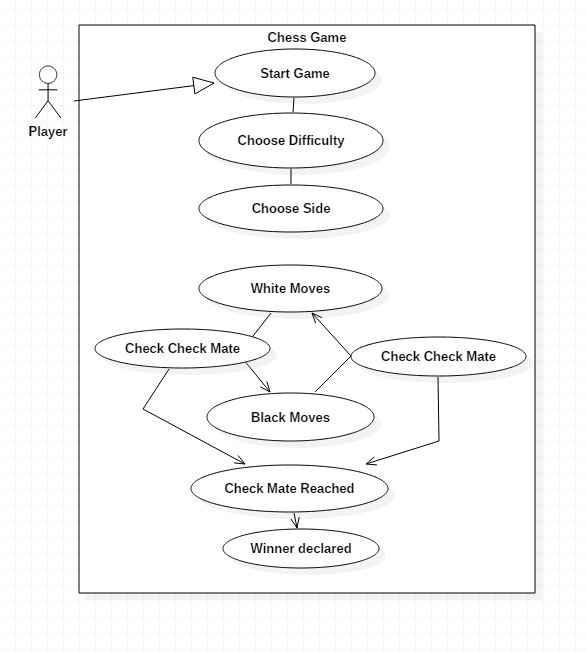 Chess Game
Start Game
Player
Choose Difficulty
Choose Side
White Moves
Check Check Mate
Check Check Mate
Black Moves
Check Mate Reached
Winner declared